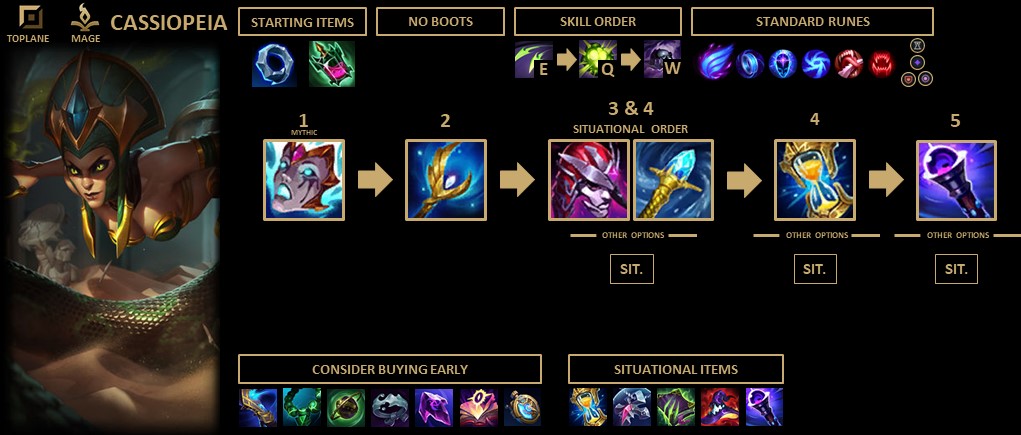 TOPLANE
MAGE
CASSIOPEIA
STARTING ITEMS
NO BOOTS
SKILL ORDER
STANDARD RUNES
E
Q
W
1
MYTHIC
2
3 & 4
SITUATIONAL ORDER
4
5
OTHER OPTIONS
OTHER OPTIONS
OTHER OPTIONS
SIT.
SIT.
SIT.
CONSIDER BUYING EARLY
SITUATIONAL ITEMS